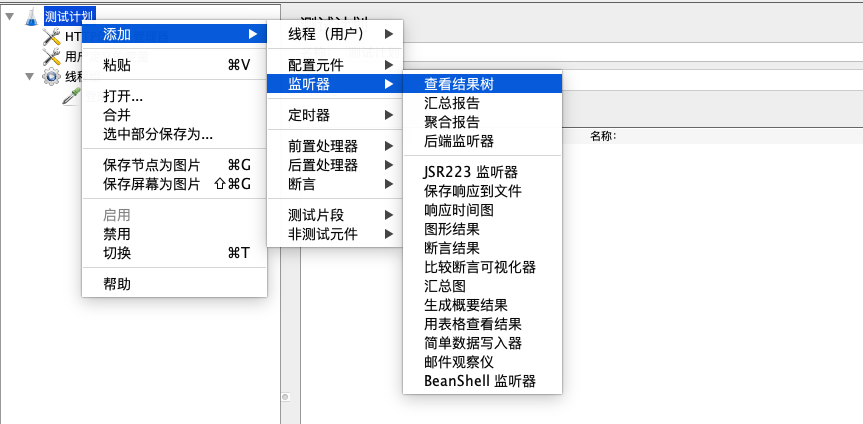 测试计划
添加
粘贴 ⌘V
打开...
合并
选中部分保存为...
保存节点为图片 ⌘G
保存屏幕为图片 ⇧⌘G
启用
禁用
切换 ⌘T
帮助
线程（用户）
配置元件
监听器
定时器
前置处理器
后置处理器
断言
测试片段
非测试元件
查看结果树
汇总报告
聚合报告
后端监听器
JSR223 监听器
保存响应到文件
响应时间图
图形结果
断言结果
比较断言可视化器
汇总图
生成概要结果
用表格查看结果
简单数据写入器
邮件观察仪
BeanShell 监听器
名称: